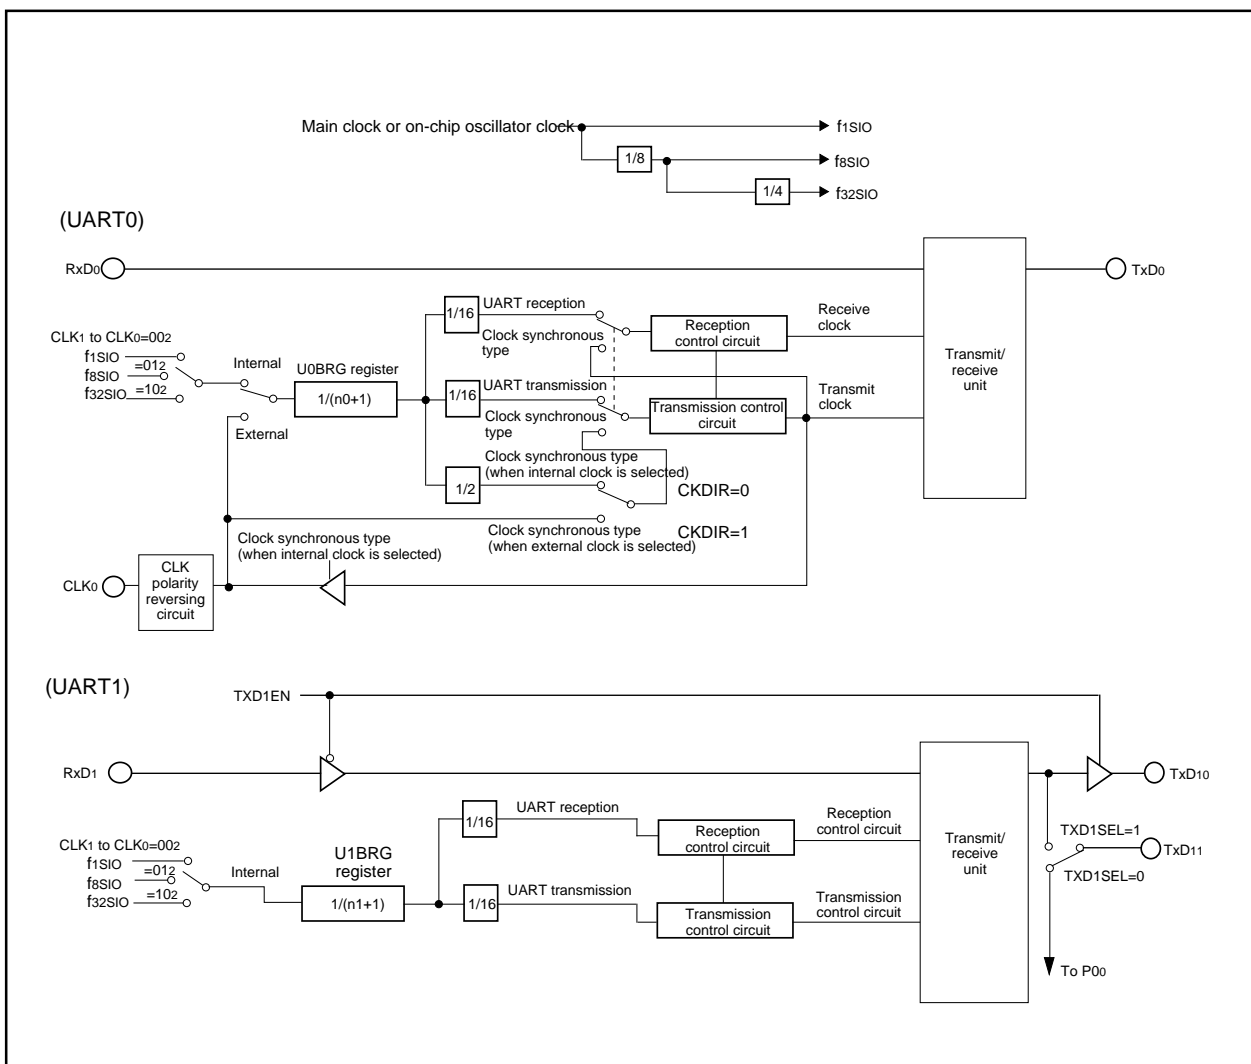 Main clock or on-chip oscillator clock
f1SIO
1/8
f8SIO
1/4
f32SIO
(UART0)
RxD0
TxD0
1/16
UART reception
Clock synchronous
type
Reception
control circuit
Receive
clock
Transmit/
receive
unit
CLK1 to CLK0=002
f1SIO
=012
f8SIO
=102
f32SIO
Internal
External
U0BRG register
1/(n0+1)
1/16
UART transmission
Clock synchronous
type
Transmission control
circuit
Transmit
clock
Clock synchronous type
(when internal clock is selected)
1/2
CKDIR=0
Clock synchronous type
(when external clock is selected)
CKDIR=1
Clock synchronous type
(when internal clock is selected)
CLK0
CLK
polarity
reversing
circuit
(UART1)
TXD1EN
RxD1
TxD10
1/16
UART reception
Reception
control circuit
Reception
control circuit
Transmit/
receive
unit
TXD1SEL=1
TxD11
TXD1SEL=0
CLK1 to CLK0=002
f1SIO
=012
f8SIO
=102
f32SIO
Internal
U1BRG
register
1/(n1+1)
1/16
UART transmission
Transmission
control circuit
Transmission
control circuit
To P00